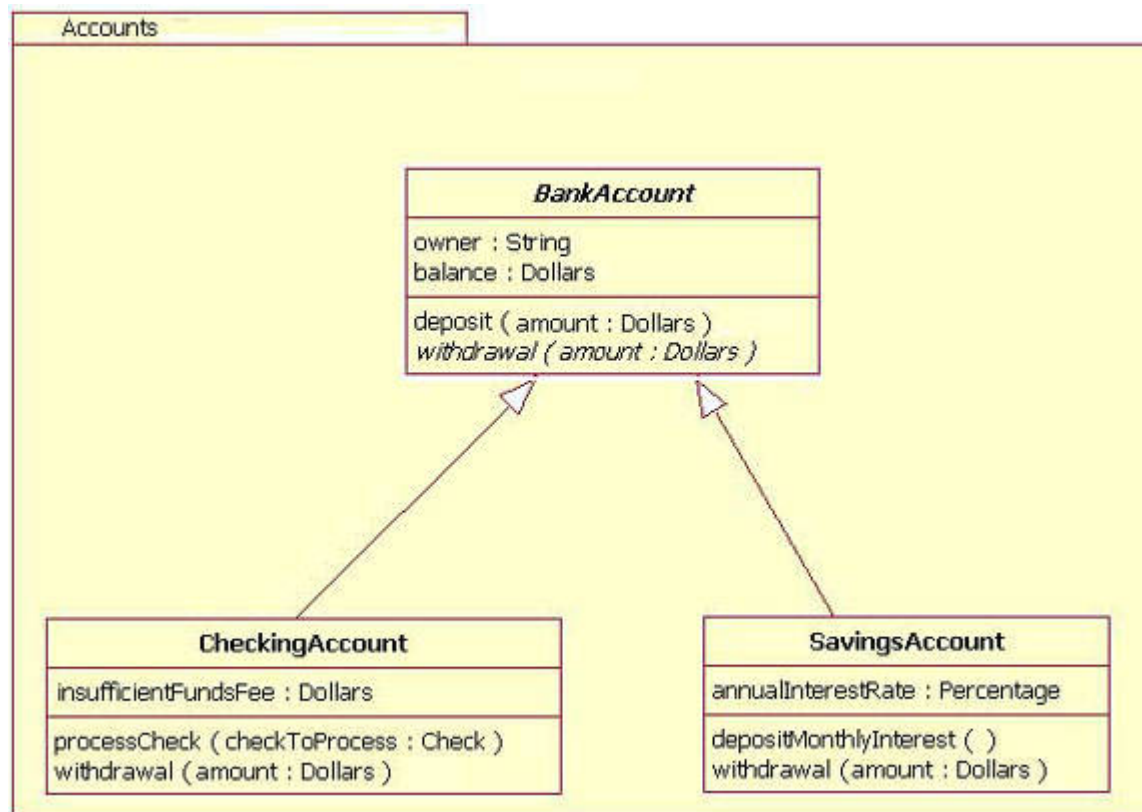 Accounts
BankAccount
owner : String
balance : Dollars
deposit ( amount : Dollars )
withdrawal ( amount : Dollars )
CheckingAccount
insufficientFundsFee : Dollars
processCheck ( checkToProcess : Check )
withdrawal ( amount : Dollars )
SavingsAccount
annualInterestRate : Percentage
depositMonthlyInterest ( )
withdrawal ( amount : Dollars )